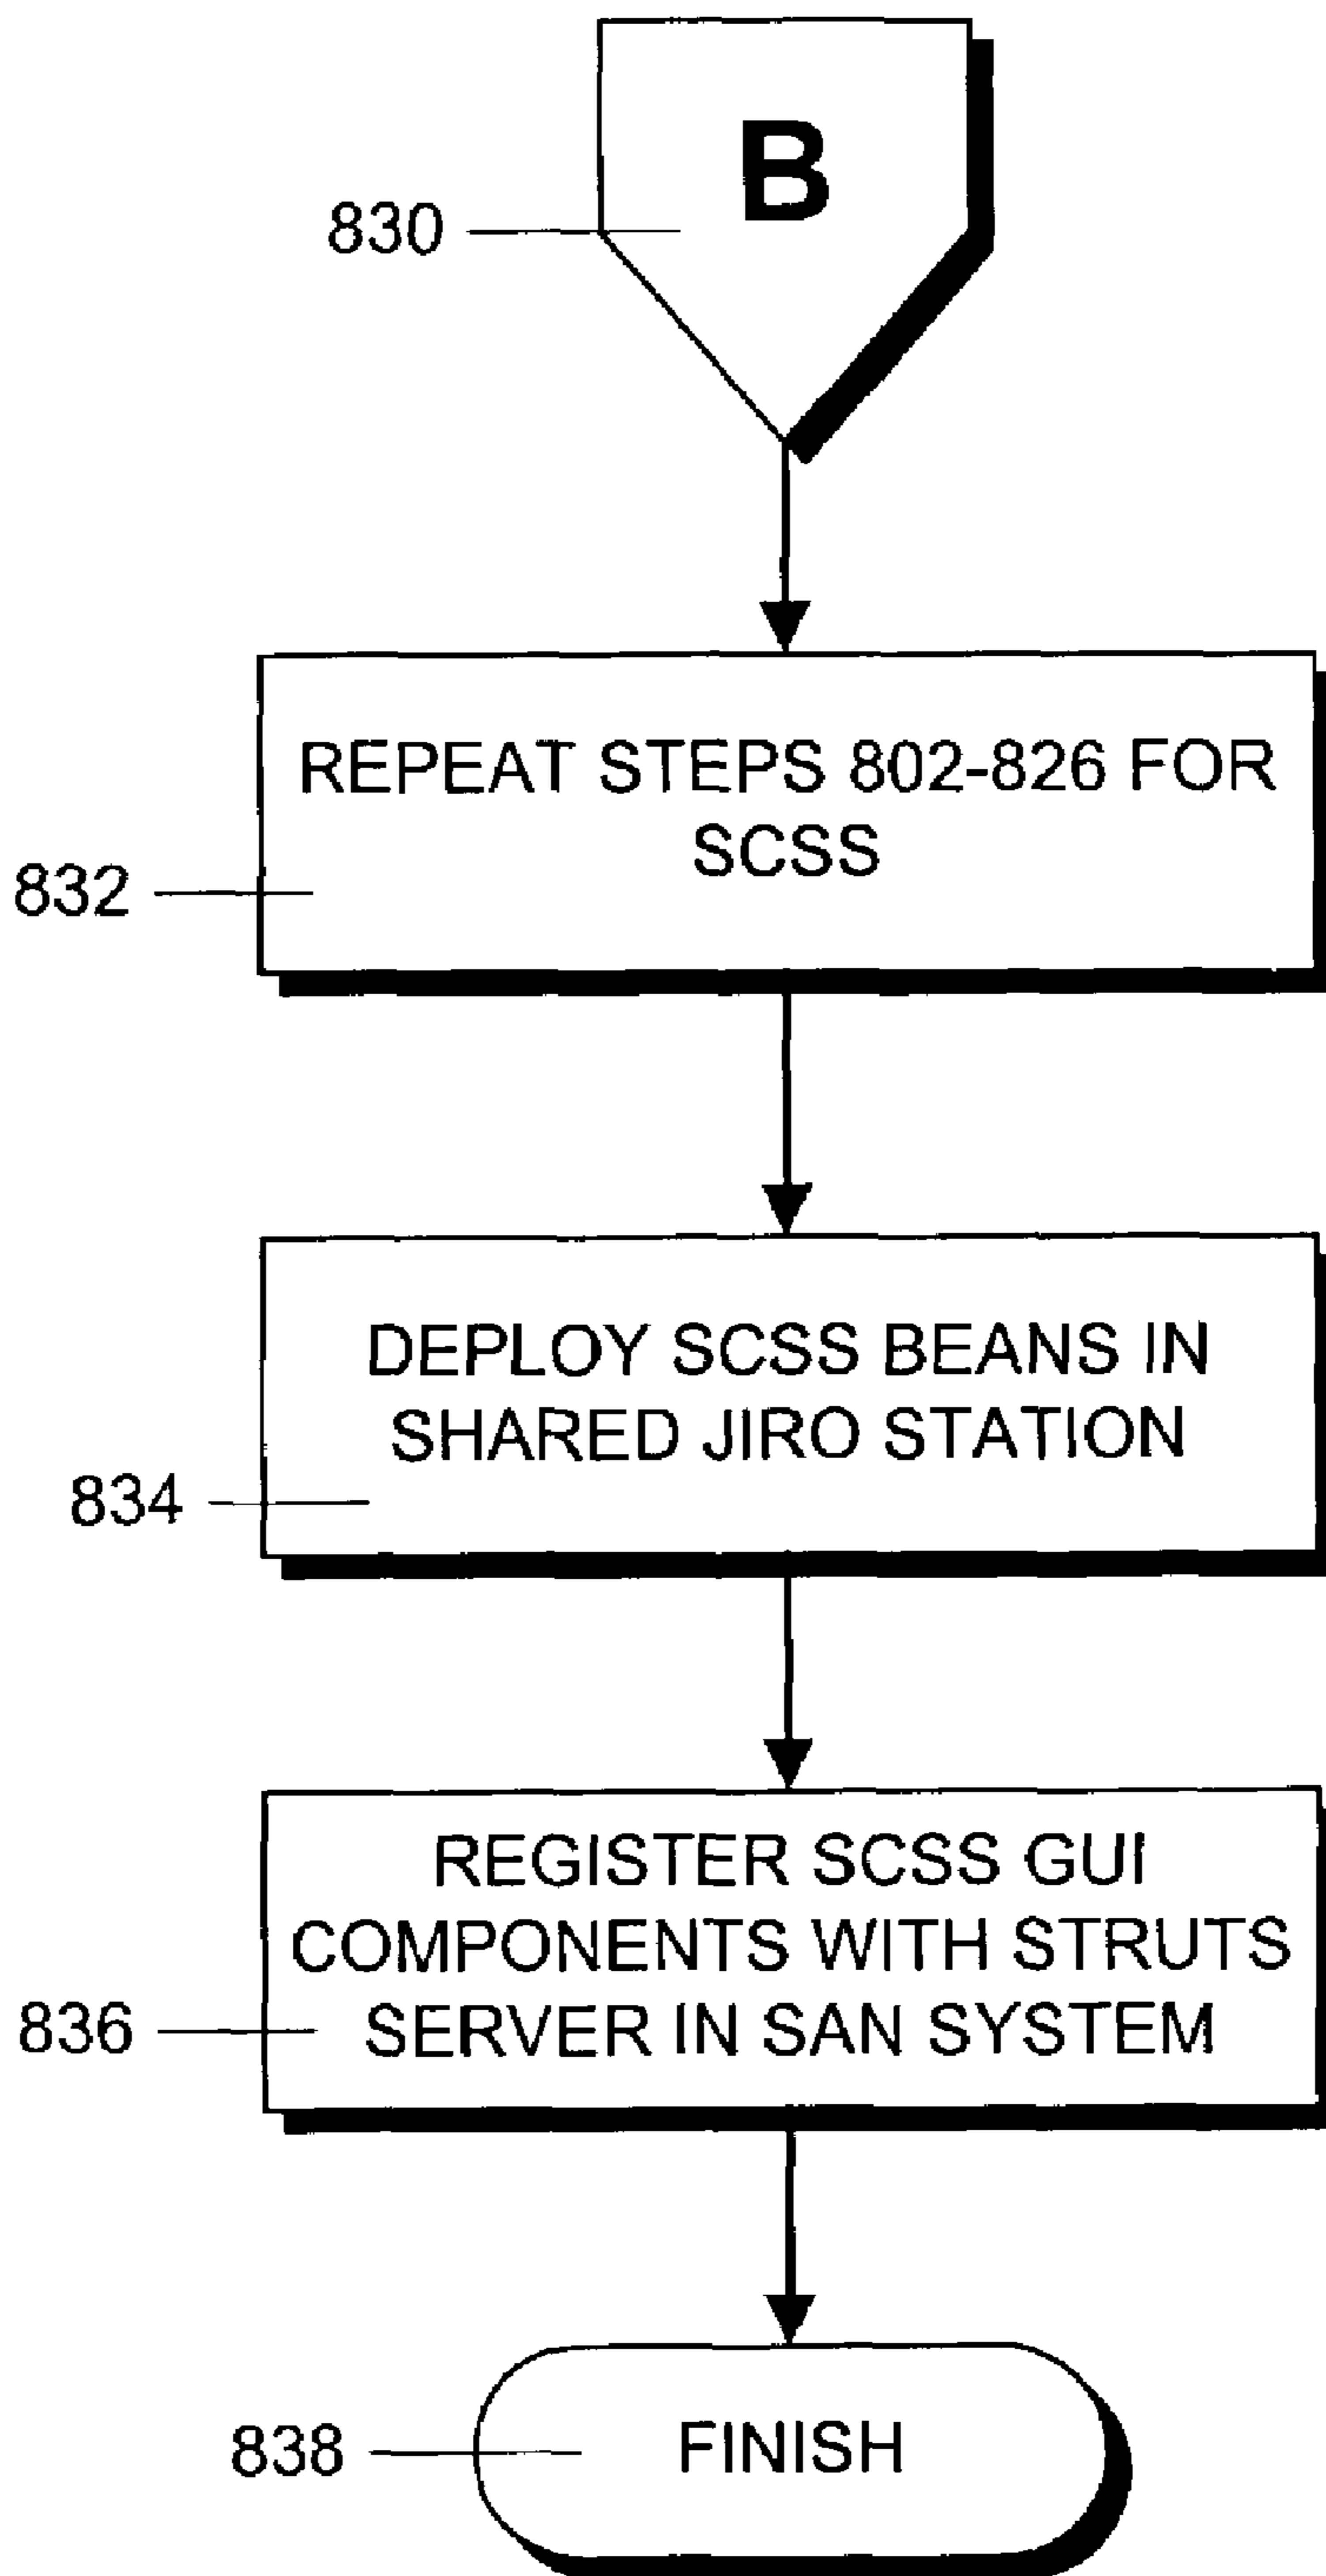 B
830
REPEAT STEPS 802-826 FOR
SCSS
832
DEPLOY SCSS BEANS IN
SHARED JIRO STATION
834
REGISTER SCSS GUI
COMPONENTS WITH STRUTS
SERVER IN SAN SYSTEM
836
FINISH
838